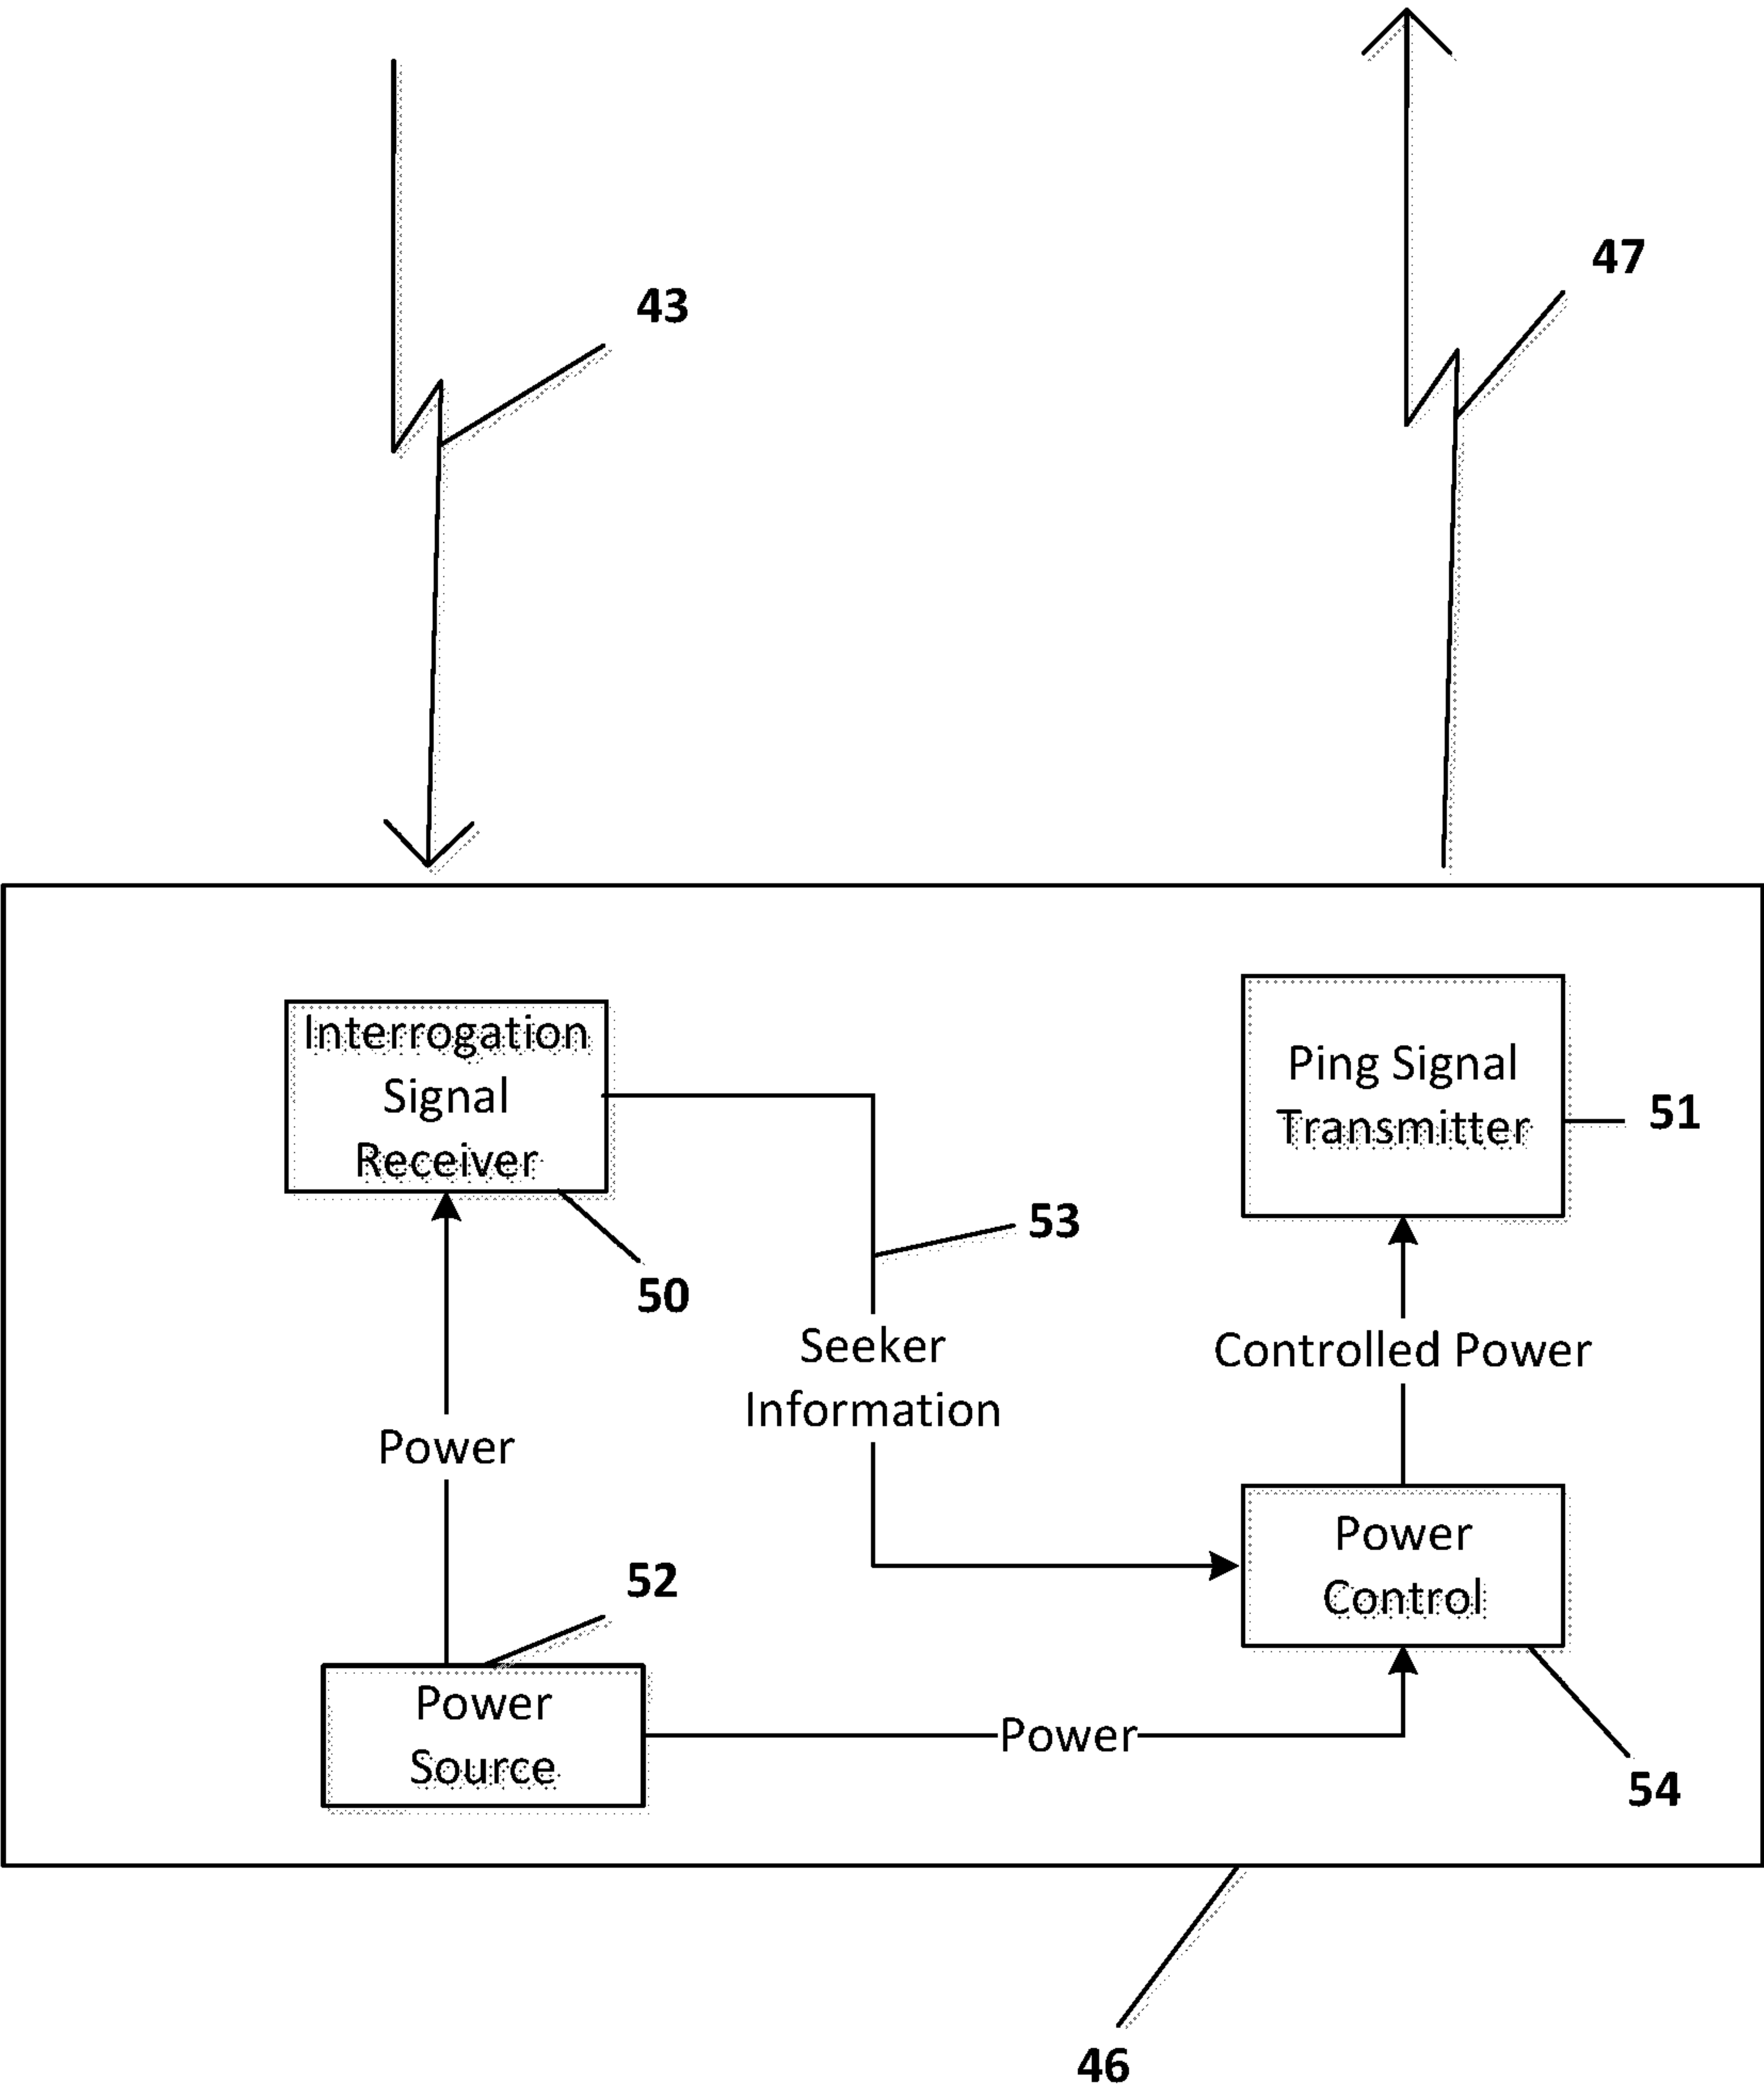 47
43
Interrogation
Signal
Receiver
Ping Signal
Transmitter
51
53
50
Seeker
Information
Controlled Power
Power
Power
Control
52
Power
Source
Power
54
46